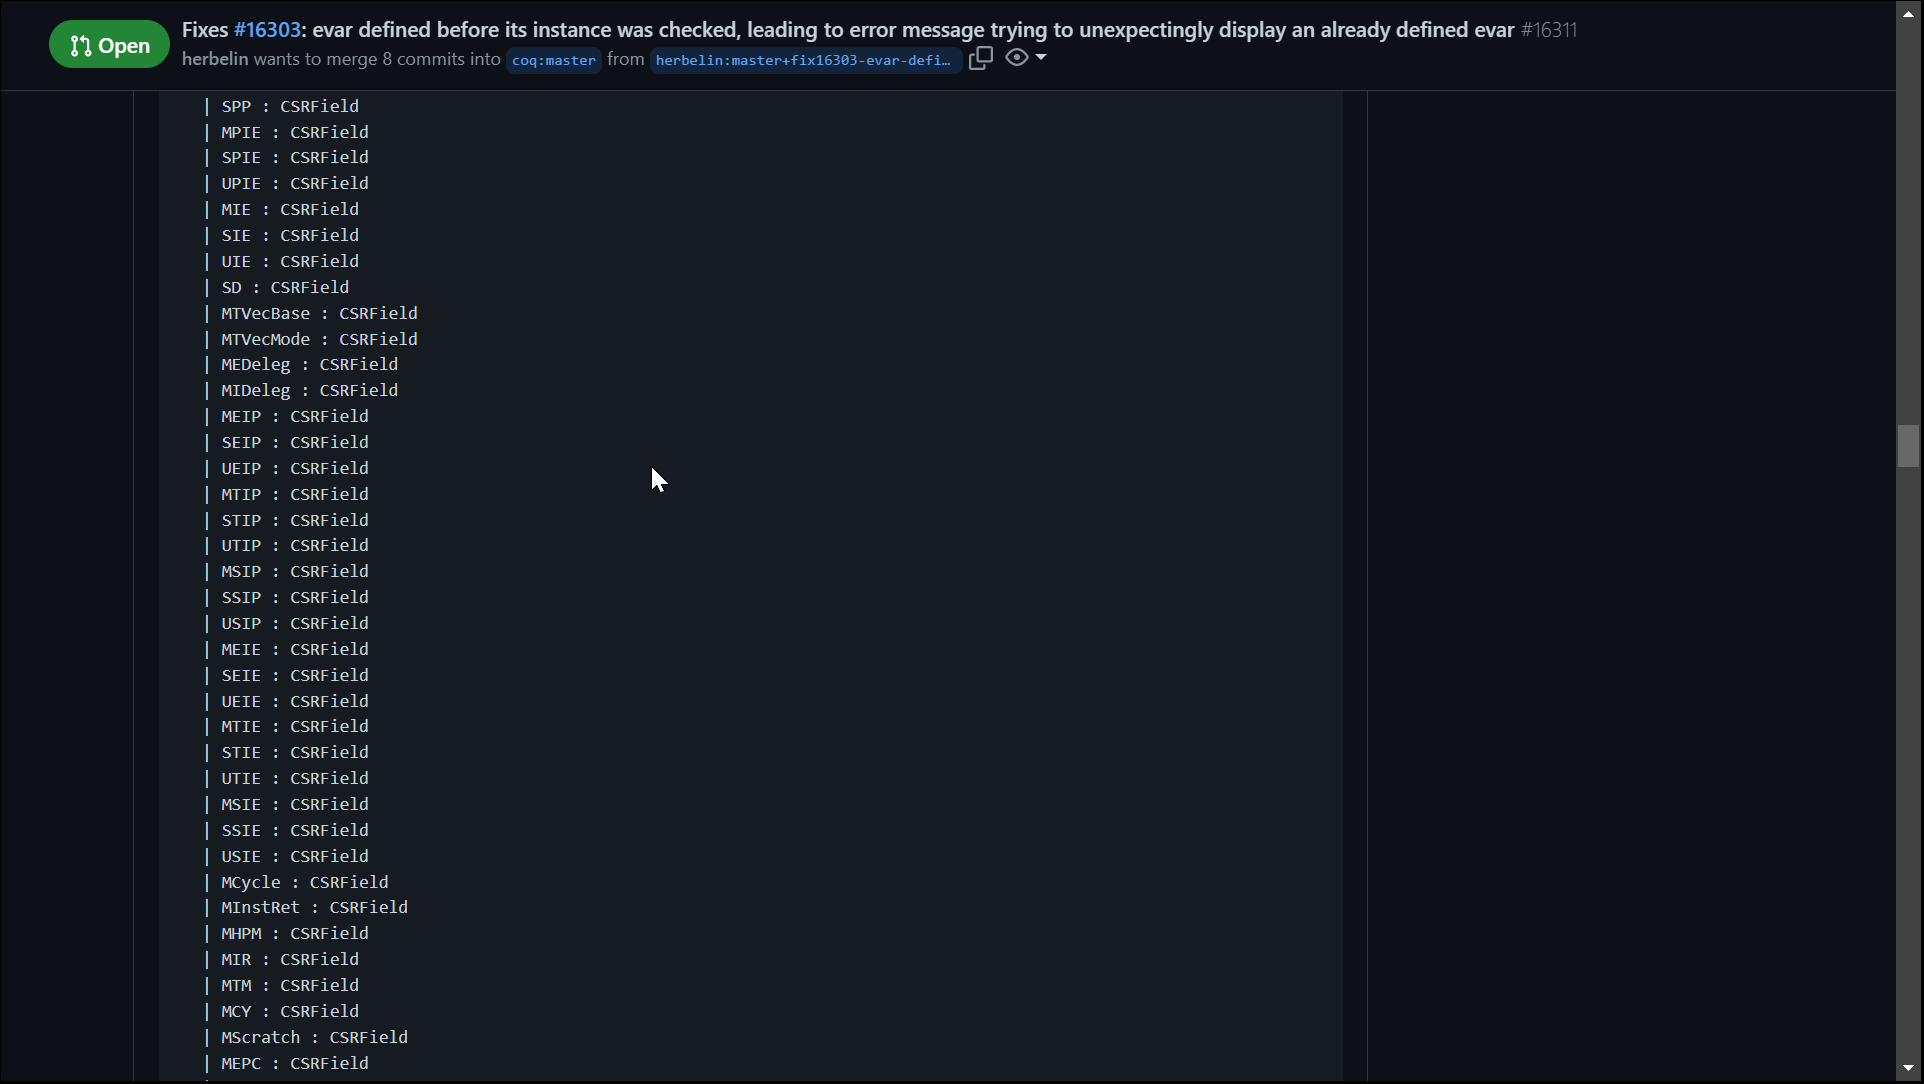 Open
Fixes #16303: evar defined before its instance was checked, leading to error message trying to unexpectingly display an already defined evar #16311
herbelin wants to merge 8 commits into coq:master from herbelin:master+fix16303-evar-defi…
| SPP : CSRField
| MPIE : CSRField
| SPIE : CSRField
| UPIE : CSRField
| MIE : CSRField
| SIE : CSRField
| UIE : CSRField
| SD : CSRField
| MTVecBase : CSRField
| MTVecMode : CSRField
| MEDeleg : CSRField
| MIDeleg : CSRField
| MEIP : CSRField
| SEIP : CSRField
| UEIP : CSRField
| MTIP : CSRField
| STIP : CSRField
| UTIP : CSRField
| MSIP : CSRField
| SSIP : CSRField
| USIP : CSRField
| MEIE : CSRField
| SEIE : CSRField
| UEIE : CSRField
| MTIE : CSRField
| STIE : CSRField
| UTIE : CSRField
| MSIE : CSRField
| SSIE : CSRField
| USIE : CSRField
| MCycle : CSRField
| MInstRet : CSRField
| MHPM : CSRField
| MIR : CSRField
| MTM : CSRField
| MCY : CSRField
| MScratch : CSRField
| MEPC : CSRField